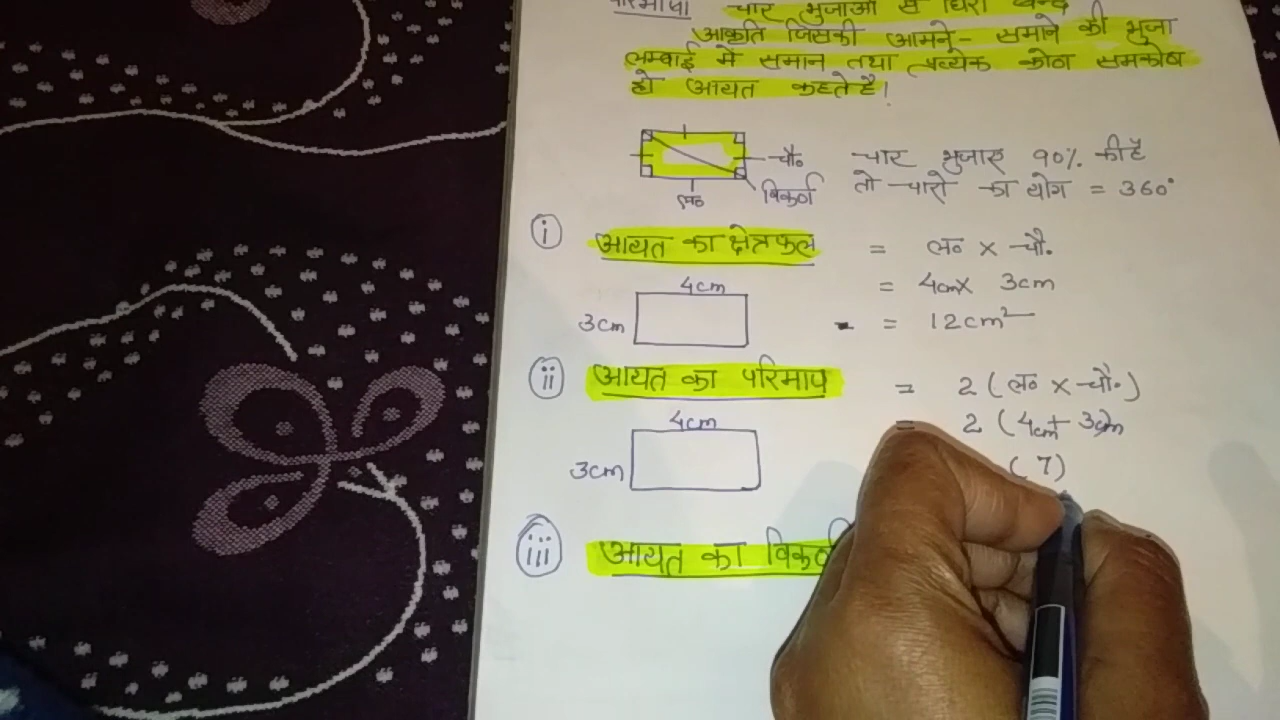 परिभाषा चार भुजाओं से घिरी बन्द
आकृति जिसकी आमने- समाने की भुजा
लम्बाई में समान तथा प्रत्येक कोण समकोण
हो आयत कहते है।
चौ॰
विकर्ण
ल॰
चार भुजाए 90% की है
तो चारो का योग = 360°
i आयत का क्षेत्रफल = ल॰ × चौ॰
4cm = 4cm× 3cm
3cm = 12cm²
ii आयत का परिमाप = 2 (ल॰ × चौ॰)
4cm = 2 (4cm + 3cm)
3cm (7)
iii आयत का विकर्ण